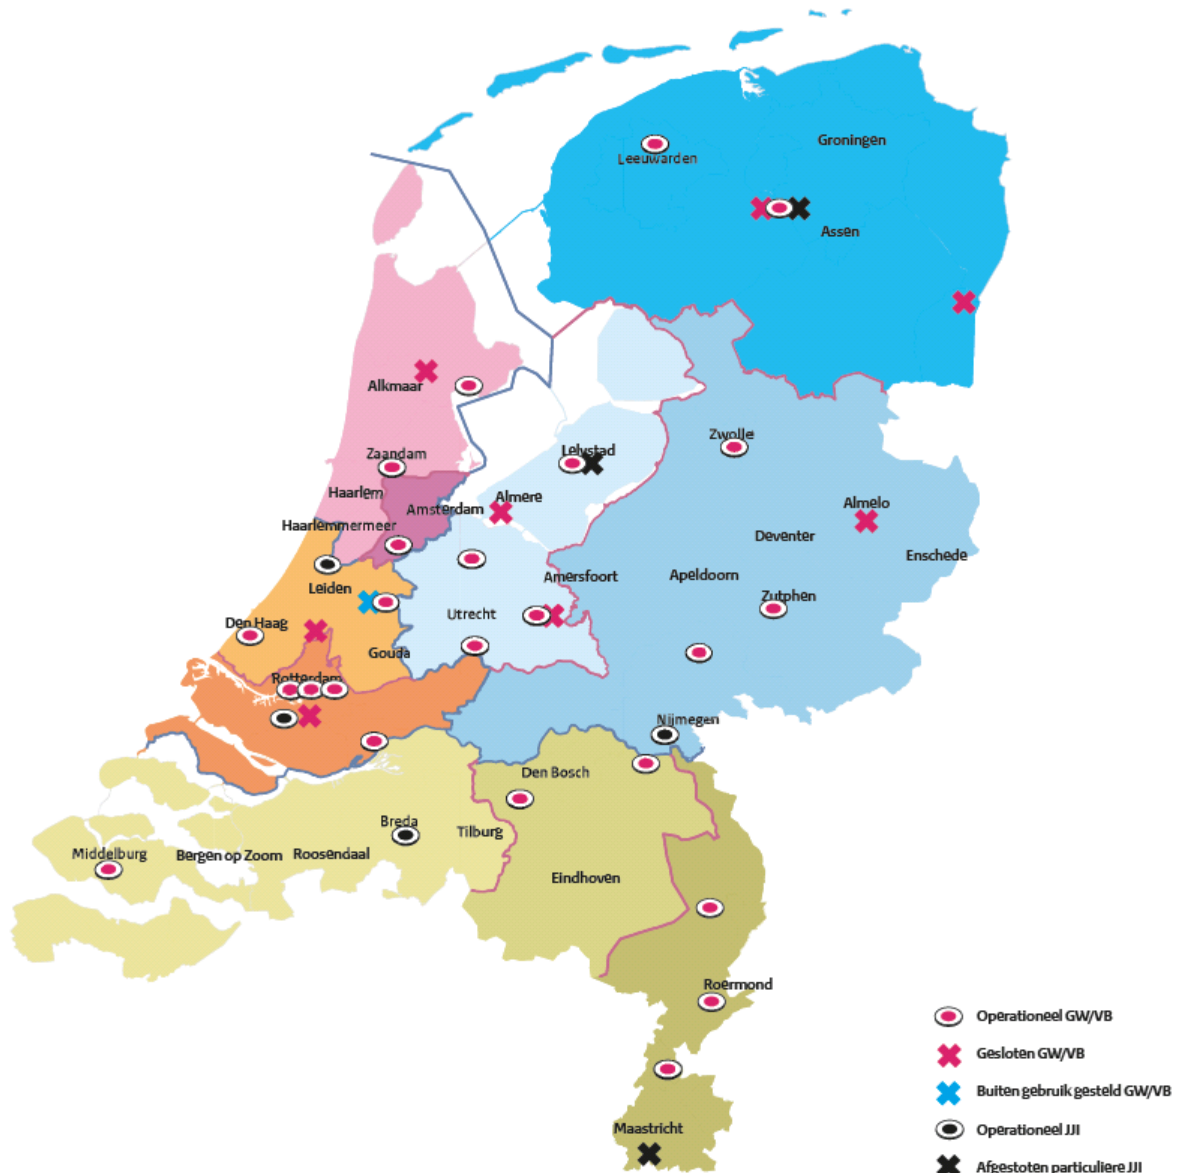 Groningen
Leeuwarden
Assen
Alkmaar
Zwolle
Zaandam
Lelystad
Haarlem
Almere
Almelo
Amsterdam
Haarlemmermeer
Deventer
Enschede
Amersfoort
Apeldoorn
Leiden
Zutphen
Utrecht
Den Haag
Gouda
Rotterdam
Nijmegen
Den Bosch
Breda
Tilburg
Middelburg
Bergen op Zoom
Roosendaal
Eindhoven
Roermond
Maastricht
Operationeel GW/VB
Gesloten GW/VB
Buiten gebruik gesteld GW/VB
Operationeel JJI
Afgestoten particuliere JJI